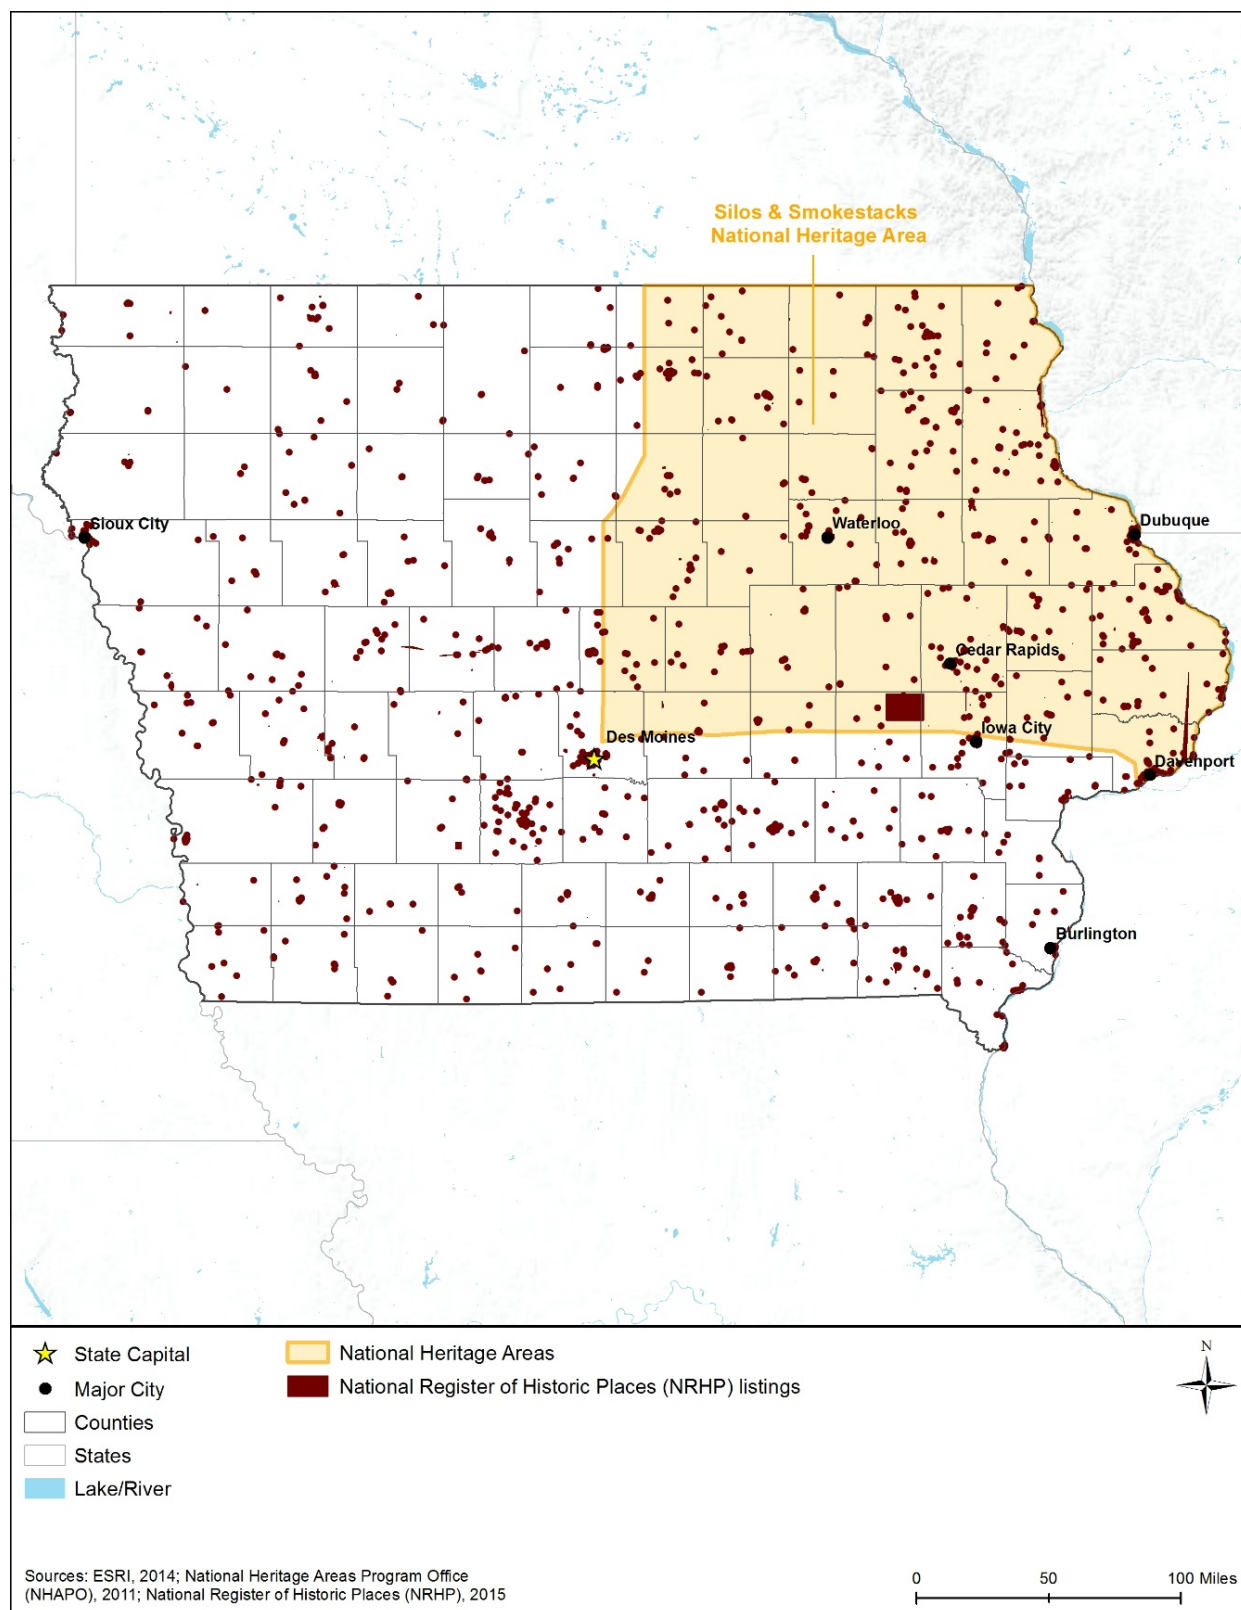 Silos & Smokestacks
National Heritage Area
Sioux City
Waterloo
Dubuque
Cedar Rapids
Iowa City
Des Moines
Davenport
Burlington
State Capital
Major City
Counties
States
Lake/River
National Heritage Areas
National Register of Historic Places (NRHP) listings
N
Sources: ESRI, 2014; National Heritage Areas Program Office
(NHAPO), 2011; National Register of Historic Places (NRHP), 2015
0 50 100 Miles